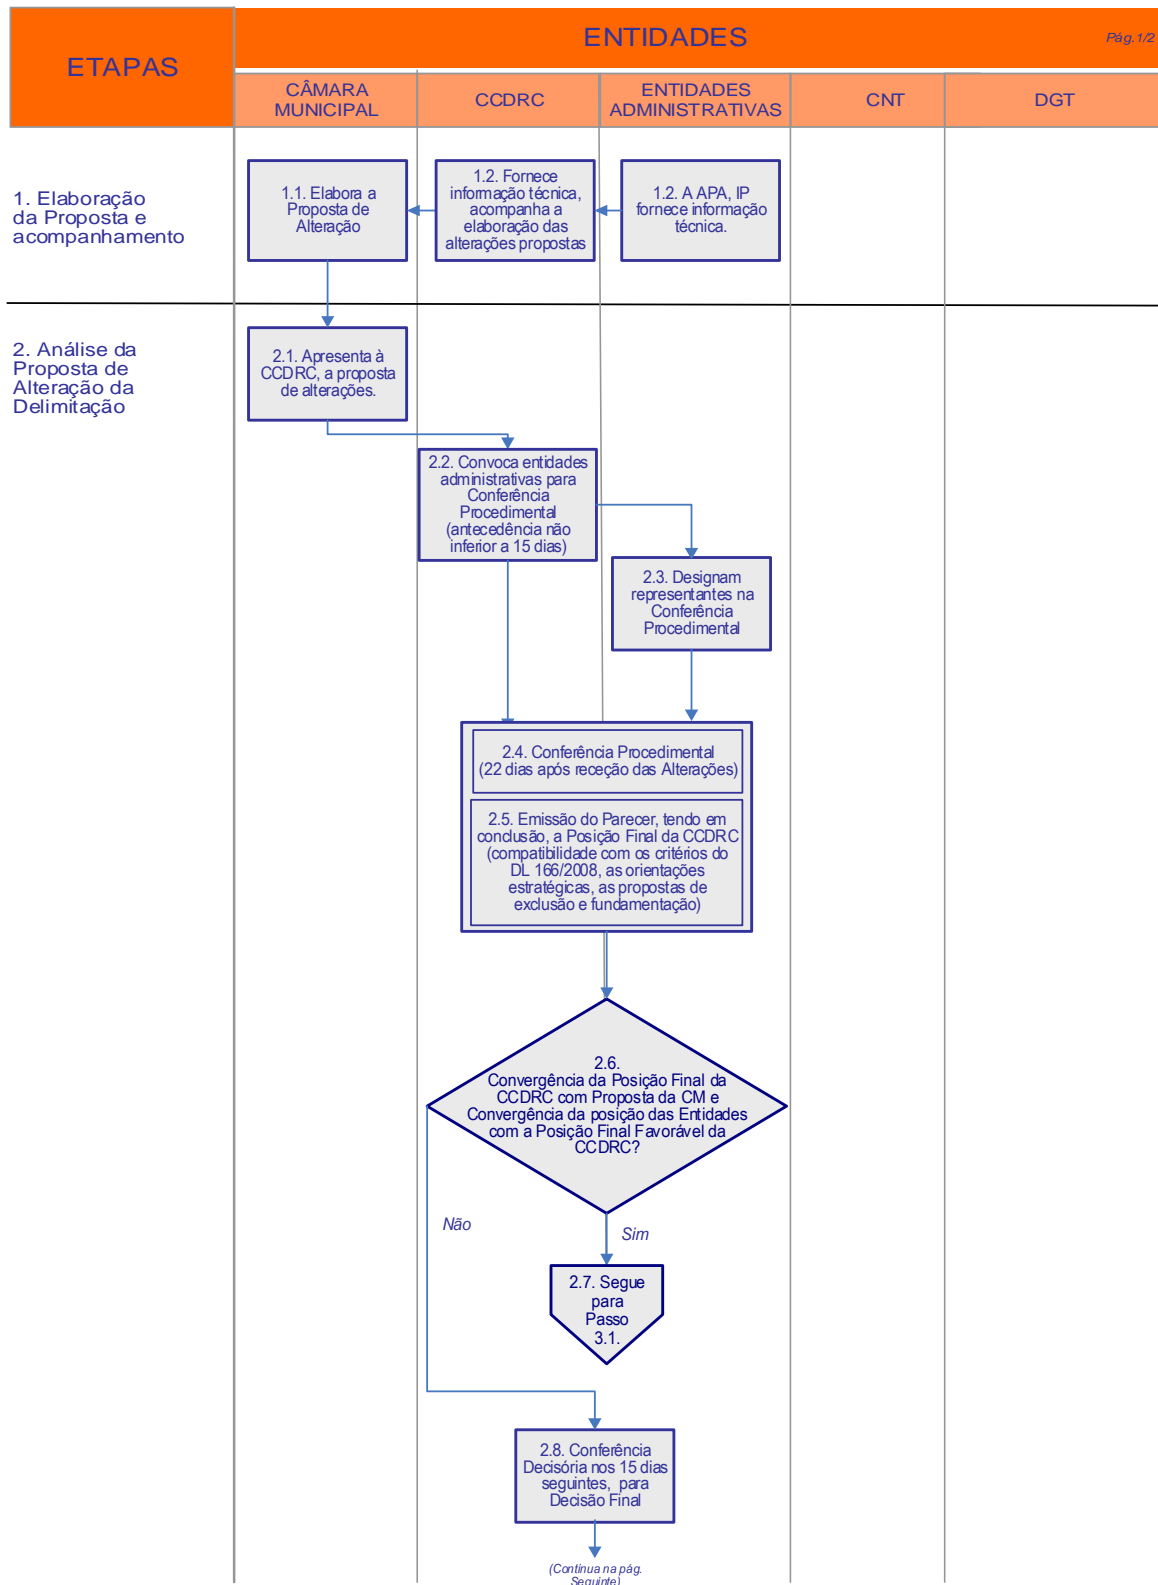 ETAPAS
ENTIDADES
Pág.1/2
CÂMARA
MUNICIPAL
CCDRC
ENTIDADES
ADMINISTRATIVAS
CNT
DGT
1. Elaboração
da Proposta e
acompanhamento
1.1. Elabora a
Proposta de
Alteração
1.2. Fornece
informação técnica,
acompanha a
elaboração das
alterações propostas
1.2. A APA, IP
fornece informação
técnica.
2. Análise da
Proposta de
Alteração da
Delimitação
2.1. Apresenta à
CCDRC, a proposta
de alterações.
2.2. Convoca entidades
administrativas para
Conferência
Procedimental
(antecedência não
inferior a 15 dias)
2.3. Designam
representantes na
Conferência
Procedimental
2.4. Conferência Procedimental
(22 dias após receção das Alterações)
2.5. Emissão do Parecer, tendo em
conclusão, a Posição Final da CCDRC
(compatibilidade com os critérios do
DL 166/2008, as orientações
estratégicas, as propostas de
exclusão e fundamentação)
2.6.
Convergência da Posição Final da
CCDRC com Proposta da CM e
Convergência da posição das Entidades
com a Posição Final Favorável da
CCDRC?
Não
Sim
2.7. Segue
para
Passo
3.1.
2.8. Conferência
Decisória nos 15 dias
seguintes, para
Decisão Final
(Continua na pág.
Seguinte)